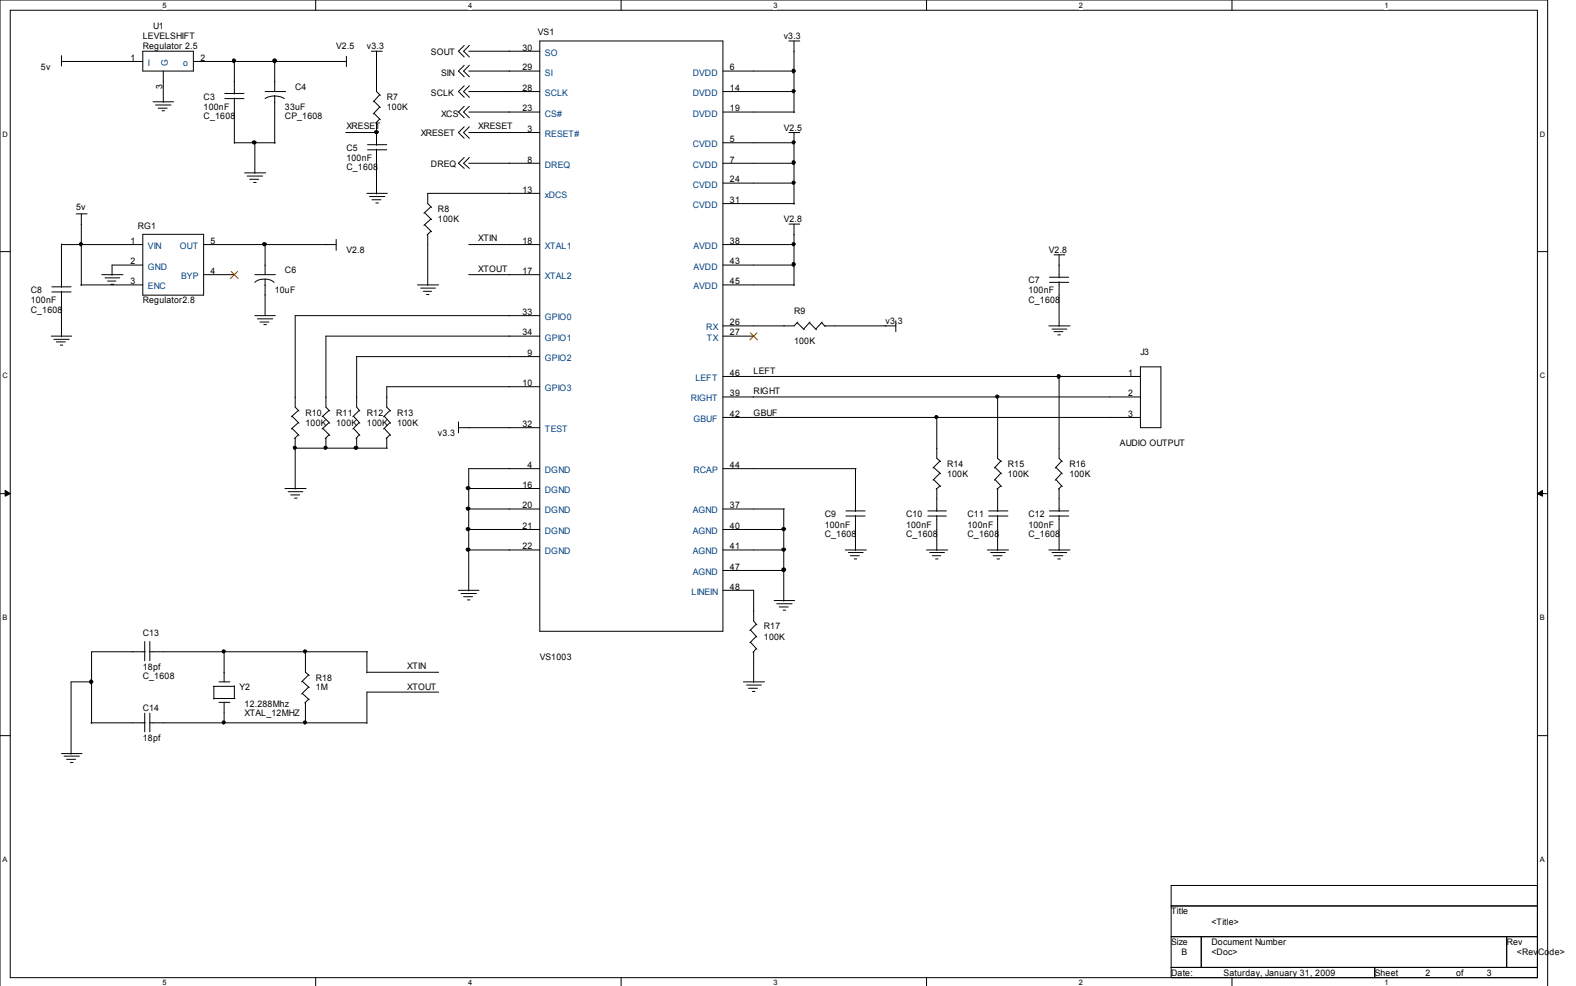 5 4 3 2 1
D
C
B
A
D
C
B
A
U1
LEVELSHIFT
Regulator 2.5
5v
1 I G o 2
3
V2.5
C3
100nF
C_1608
C4
33uF
CP_1608
v3.3
R7
100K
XRESET
C5
100nF
C_1608
5v
RG1
1 VIN OUT 5
2 GND
BYP 4
3 ENC
Regulator2.8
V2.8
C8
100nF
C_1608
C6
10uF
VS1
SOUT 30 SO
SIN 29 SI
SCLK 28 SCLK
XCS 23 CS#
XRESET XRESET 3 RESET#
DREQ 8 DREQ
13 xDCS
R8
100K
XTIN 18 XTAL1
XTOUT 17 XTAL2
33 GPIO0
34 GPIO1
9 GPIO2
10 GPIO3
R10
100K
R11
100K
R12
100K
R13
100K
v3.3 32 TEST
4 DGND
16 DGND
20 DGND
21 DGND
22 DGND
VS1003
v3.3
DVDD 6
DVDD 14
DVDD 19
V2.5
CVDD 5
CVDD 7
CVDD 24
CVDD 31
V2.8
AVDD 38
AVDD 43
AVDD 45
RX 26
TX 27
R9
100K
v3.3
LEFT 46 LEFT
RIGHT 39 RIGHT
GBUF 42 GBUF
RCAP 44
AGND 37
AGND 40
AGND 41
AGND 47
LINEIN 48
R17
100K
V2.8
C7
100nF
C_1608
J3
1
2
3
AUDIO OUTPUT
R14
100K
R15
100K
R16
100K
C9
100nF
C_1608
C10
100nF
C_1608
C11
100nF
C_1608
C12
100nF
C_1608
C13
18pf
C_1608
C14
18pf
Y2
12.288Mhz
XTAL_12MHZ
R18
1M
XTIN
XTOUT
Title
<Title>
Size Document Number Rev
B <Doc> <RevCode>
Date: Saturday, January 31, 2009 Sheet 2 of 3
5 4 3 2 1